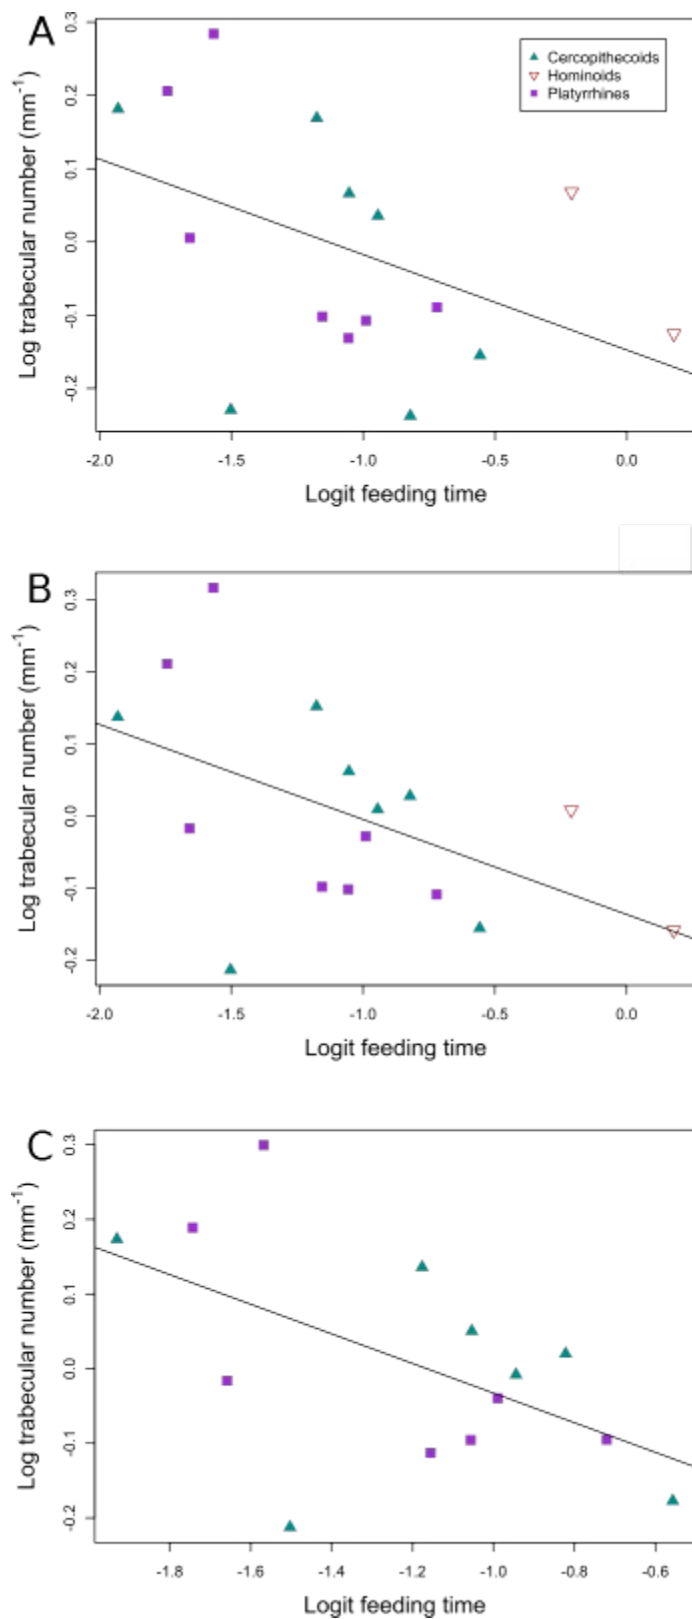 A
Cercopithecoids
Hominoids
Platyrrhines
Log trabecular number (mm⁻¹)
0.3
0.2
0.1
0.0
-0.1
-0.2
-2.0 -1.5 -1.0 -0.5 0.0
Logit feeding time
B
Log trabecular number (mm⁻¹)
0.3
0.2
0.1
0.0
-0.1
-0.2
-2.0 -1.5 -1.0 -0.5 0.0
Logit feeding time
C
Log trabecular number (mm⁻¹)
0.3
0.2
0.1
0.0
-0.1
-0.2
-1.8 -1.6 -1.4 -1.2 -1.0 -0.8 -0.6
Logit feeding time